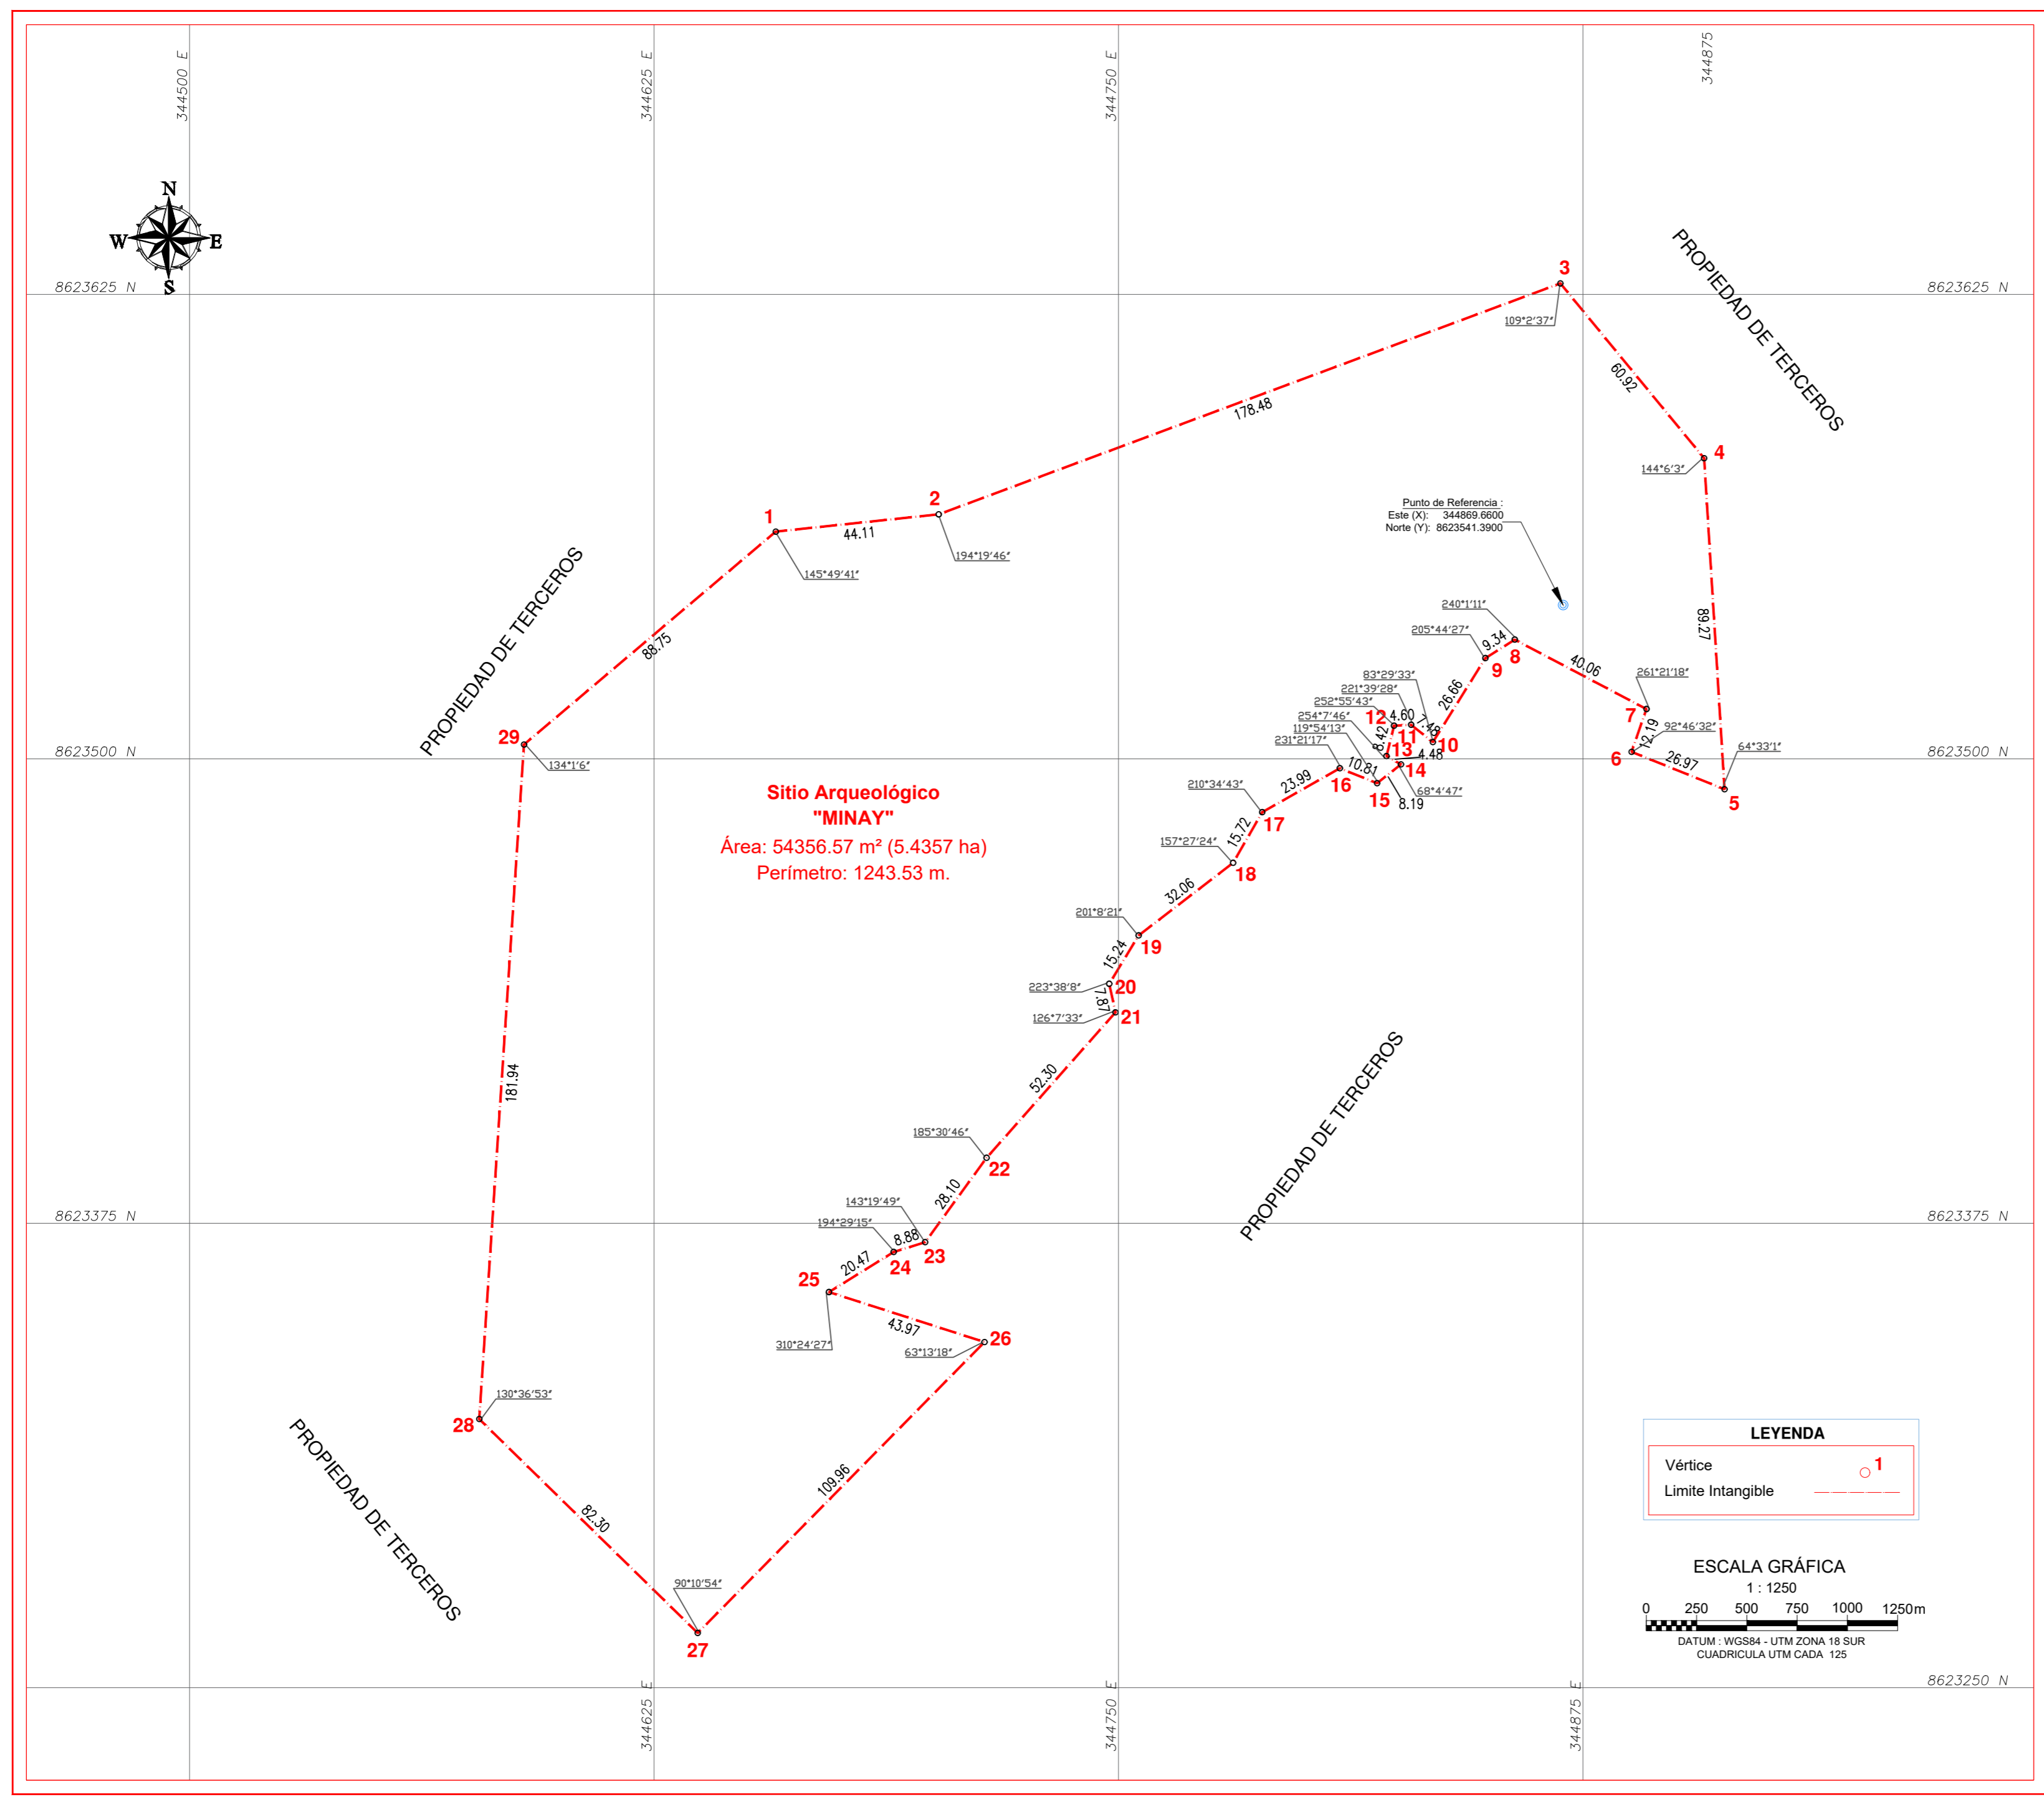 344500 E
344625 E
344750 E
344875
N
W E
S
8623625 N
8623625 N
3
109°2'37"
PROPIEDAD DE TERCEROS
60.92
178.48
4
144°6'3"
Punto de Referencia :
Este (X): 344869.6600
Norte (Y): 8623541.3900
1
2
44.11
194°19'46"
145°49'41"
PROPIEDAD DE TERCEROS
88.75
89.27
240°1'11"
205°44'27"
9.34
8
9
40.06
83°29'33"
221°39'28"
252°55'43"
254°7'46"
119°54'13"
231°21'17"
26.66
261°21'18"
7
12.19
92°46'32"
6
26.97
64°33'1"
5
12
4.60
7.48
11
10
8.42
13
4.48
14
68°4'47"
10.81
16
15
8.19
29
134°1'6"
8623500 N
8623500 N
Sitio Arqueológico
"MINAY"
Área: 54356.57 m² (5.4357 ha)
Perímetro: 1243.53 m.
210°34'43"
23.99
17
15.72
157°27'24"
18
32.06
201°8'21"
19
15.24
223°38'8"
20
7.87
126°7'33"
21
181.94
52.30
PROPIEDAD DE TERCEROS
185°30'46"
22
28.10
143°19'49"
194°29'15"
8.88
23
24
20.47
25
8623375 N
8623375 N
43.97
26
310°24'27"
63°13'18"
130°36'53"
28
PROPIEDAD DE TERCEROS
82.30
109.96
90°10'54"
27
LEYENDA
Vértice 1
Limite Intangible
ESCALA GRÁFICA
1 : 1250
0 250 500 750 1000 1250m
DATUM : WGS84 - UTM ZONA 18 SUR
CUADRICULA UTM CADA 125
8623250 N
344625 E
344750 E
344875 E